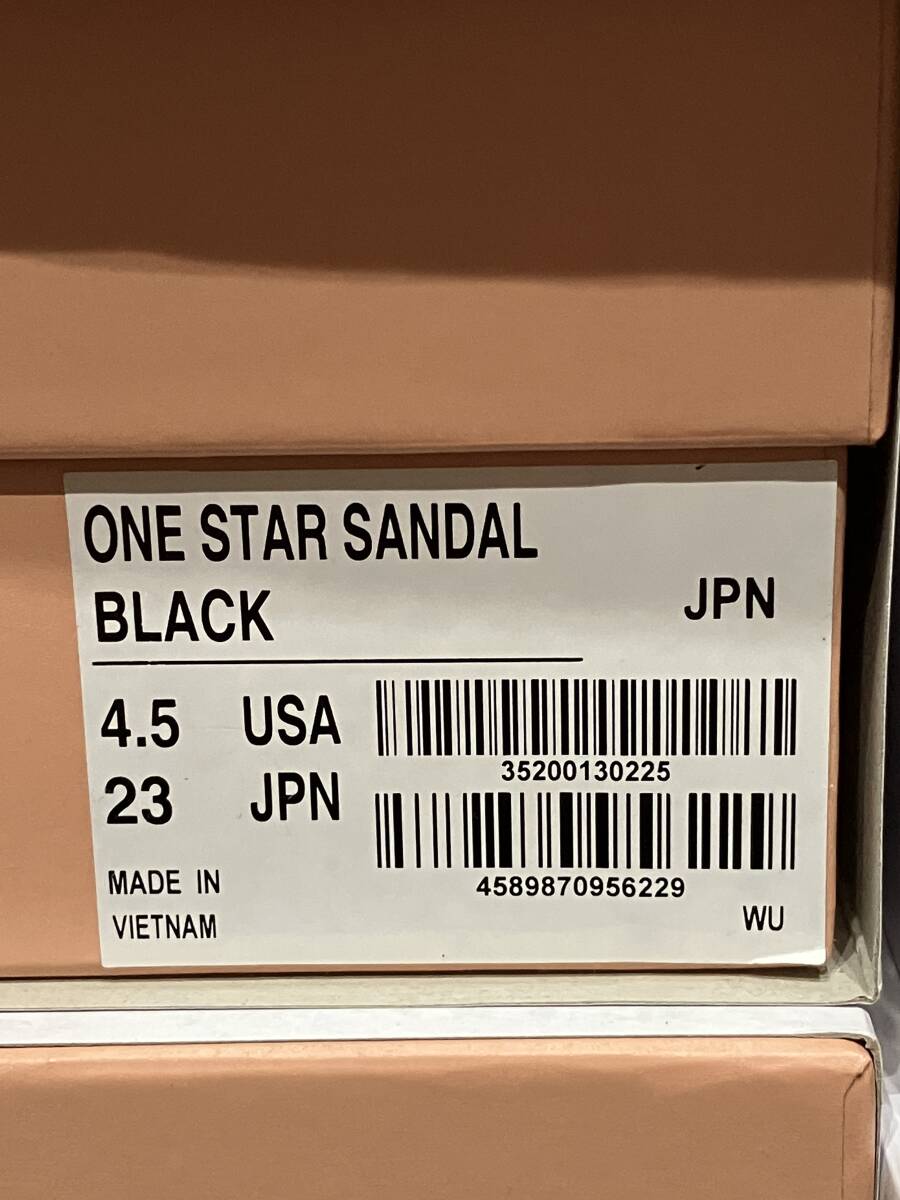 ONE STAR SANDAL
BLACK
JPN
4.5 USA
23 JPN
35200130225
4589870956229
MADE IN
VIETNAM
WU